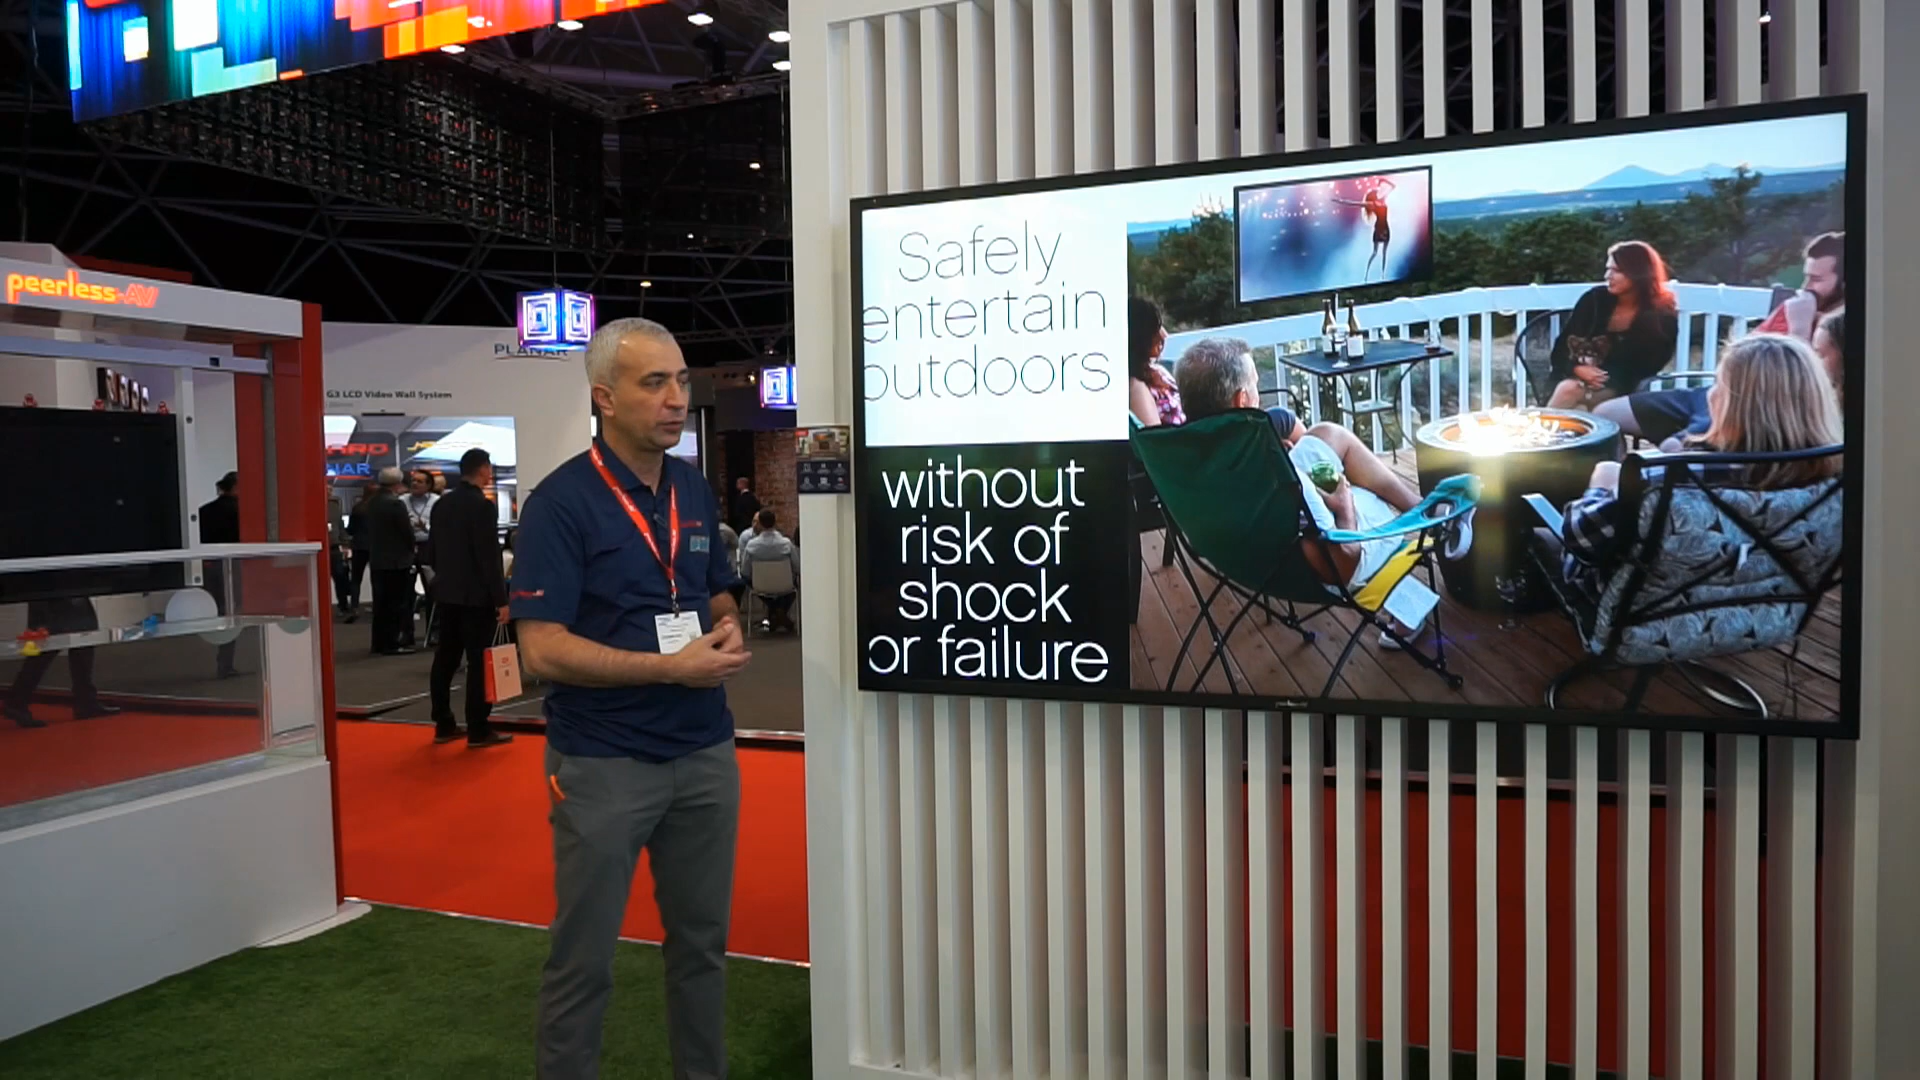 peerless-AV
PLANAR
G3 LCD Video Wall System
Safely
entertain
outdoors
without
risk of
shock
or failure